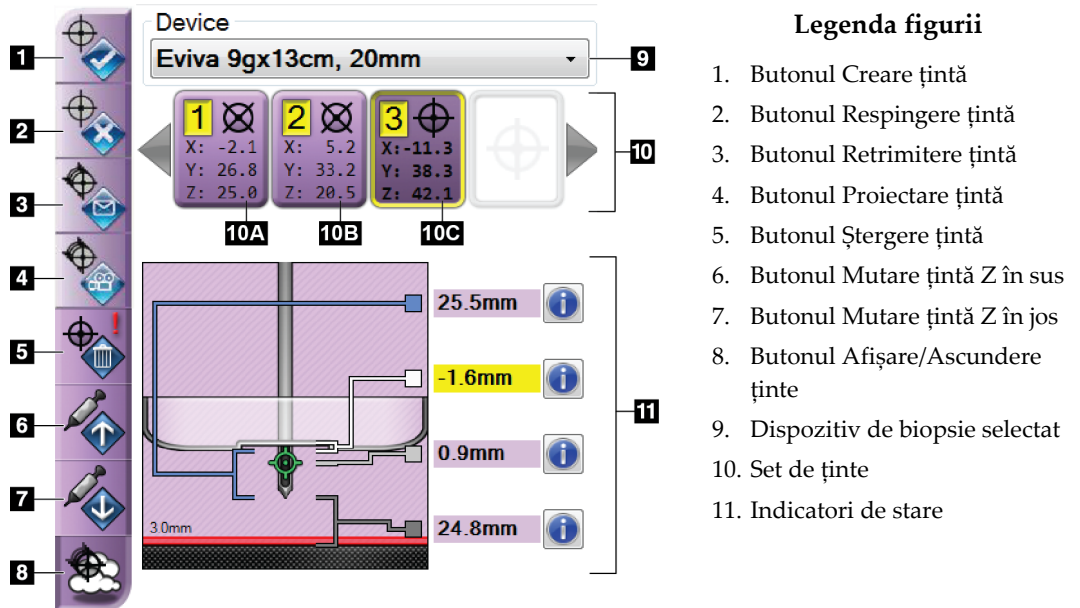 Device
Eviva 9gx13cm, 20mm
1
2
3
4
5
6
7
8
9
1
X: -2.1
Y: 26.8
Z: 25.0
2
X: 5.2
Y: 33.2
Z: 20.5
3
X:-11.3
Y: 38.3
Z: 42.1
10
10A
10B
10C
25.5mm
-1.6mm
0.9mm
24.8mm
3.0mm
11
Legenda figurii
1. Butonul Creare țintă
2. Butonul Respingere țintă
3. Butonul Retrimitere țintă
4. Butonul Proiectare țintă
5. Butonul Ștergere țintă
6. Butonul Mutare țintă Z în sus
7. Butonul Mutare țintă Z în jos
8. Butonul Afișare/Ascundere
ținte
9. Dispozitiv de biopsie selectat
10. Set de ținte
11. Indicatori de stare